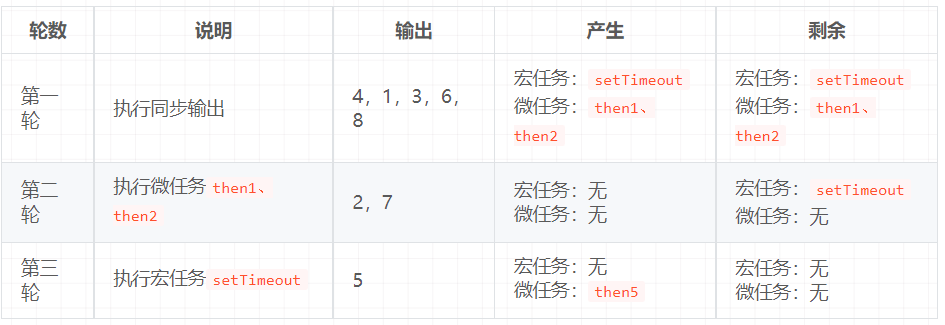 轮数 说明 输出 产生 剩余
第一
轮
执行同步输出
4，1，3，6，
8
宏任务：setTimeout
微任务：then1、
then2
宏任务：setTimeout
微任务：then1、
then2
第二
轮
执行微任务 then1、
then2
2，7
宏任务：无
微任务：无
宏任务：setTimeout
微任务：无
第三
轮
执行宏任务 setTimeout
5
宏任务：无
微任务：then5
宏任务：无
微任务：无